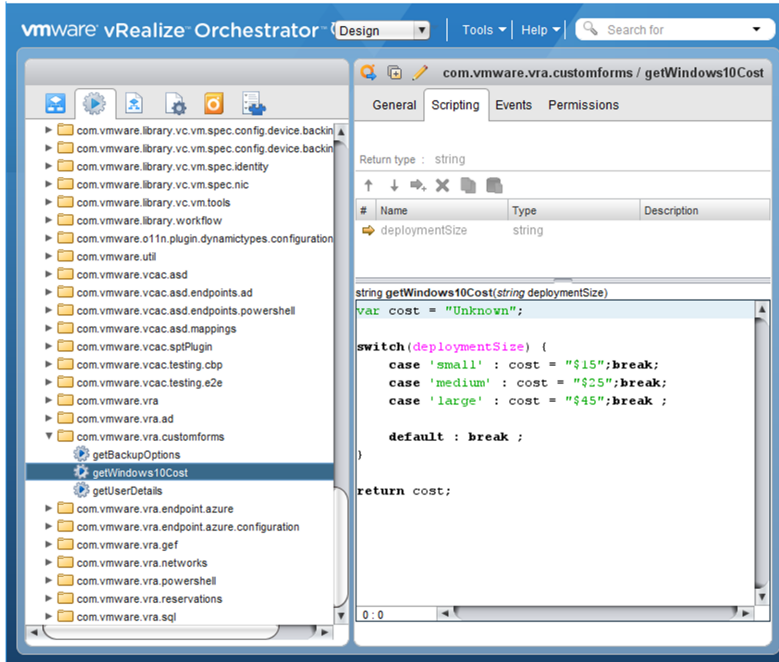 vmware vRealize™ Orchestrator™ Design Tools Help Search for
com.vmware.library.vc.vm.spec.config.device.backin
com.vmware.library.vc.vm.spec.config.device.backin
com.vmware.library.vc.vm.spec.identity
com.vmware.library.vc.vm.spec.nic
com.vmware.library.vc.vm.tools
com.vmware.library.workflow
com.vmware.o11n.plugin.dynamictypes.configuration
com.vmware.util
com.vmware.vcac.asd
com.vmware.vcac.asd.endpoints.ad
com.vmware.vcac.asd.endpoints.powershell
com.vmware.vcac.asd.mappings
com.vmware.vcac.sptPlugin
com.vmware.vcac.testing.cbp
com.vmware.vcac.testing.e2e
com.vmware.vra
com.vmware.vra.ad
com.vmware.vra.customforms
getBackupOptions
getWindows10Cost
getUserDetails
com.vmware.vra.endpoint.azure
com.vmware.vra.endpoint.azure.configuration
com.vmware.vra.gef
com.vmware.vra.networks
com.vmware.vra.powershell
com.vmware.vra.reservations
com.vmware.vra.sql
com.vmware.vra.customforms / getWindows10Cost
General Scripting Events Permissions
Return type : string
# Name Type Description
deploymentSize string
string getWindows10Cost(string deploymentSize)
var cost = "Unknown";
switch(deploymentSize) {
case 'small' : cost = "$15";break;
case 'medium' : cost = "$25";break;
case 'large' : cost = "$45";break ;
default : break ;
}
return cost;
0 : 0